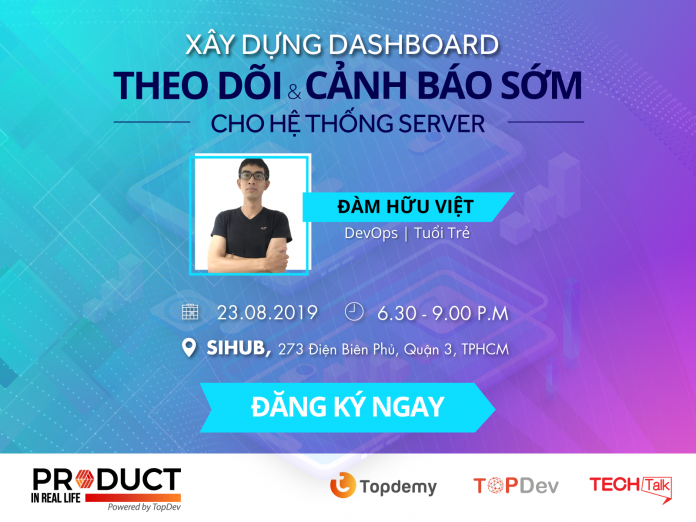 XÂY DỰNG DASHBOARD
THEO DÕI & CẢNH BÁO SỚM
CHO HỆ THỐNG SERVER
ĐÀM HỮU VIỆT
DevOps | Tuổi Trẻ
23.08.2019 6.30 - 9.00 P.M
SIHUB, 273 Điện Biên Phủ, Quận 3, TPHCM
ĐĂNG KÝ NGAY
PRODUCT
IN REAL LIFE
Powered by TopDev
Topdemy TOPDev TECH Talk